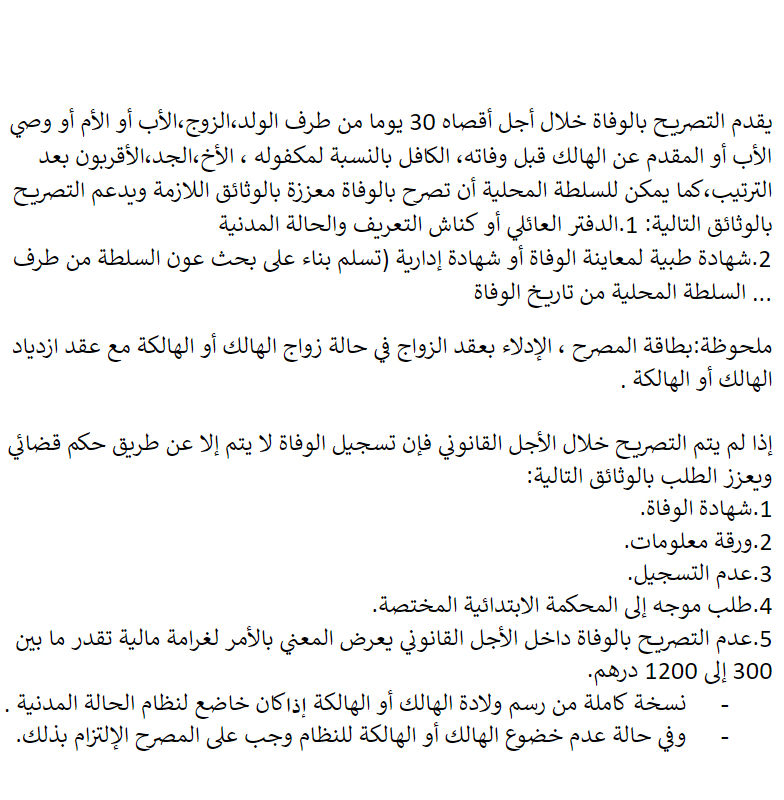 يقدم التصريح بالوفاة خلال أجل أقصاه 30 يوما من طرف الولد،الزوج،الأب أو الأم أو وصي
الأب أو المقدم عن الهالك قبل وفاته، الكافل بالنسبة لمكفوله ، الأخ،الجد،الأقربون بعد
الترتيب،كما يمكن للسلطة المحلية أن تصرح بالوفاة معززة بالوثائق اللازمة ويدعم التصريح
بالوثائق التالية: 1.الدفتر العائلي أو كناش التعريف والحالة المدنية
2.شهادة طبية لمعاينة الوفاة أو شهادة إدارية (تسلم بناء على بحث عون السلطة من طرف
السلطة المحلية من تاريخ الوفاة ...
ملحوظة:بطاقة المصرح ، الإدلاء بعقد الزواج في حالة زواج الهالك أو الهالكة مع عقد ازدياد
الهالك أو الهالكة .
إذا لم يتم التصريح خلال الأجل القانوني فإن تسجيل الوفاة لا يتم إلا عن طريق حكم قضائي
ويعزز الطلب بالوثائق التالية:
1.شهادة الوفاة.
2.ورقة معلومات.
3.عدم التسجيل.
4.طلب موجه إلى المحكمة الابتدائية المختصة.
5.عدم التصريح بالوفاة داخل الأجل القانوني يعرض المعني بالأمر لغرامة مالية تقدر ما بين
300 إلى 1200 درهم.
- نسخة كاملة من رسم ولادة الهالك أو الهالكة إذاكان خاضع لنظام الحالة المدنية .
- وفي حالة عدم خضوع الهالك أو الهالكة للنظام وجب على المصرح الإلتزام بذلك.